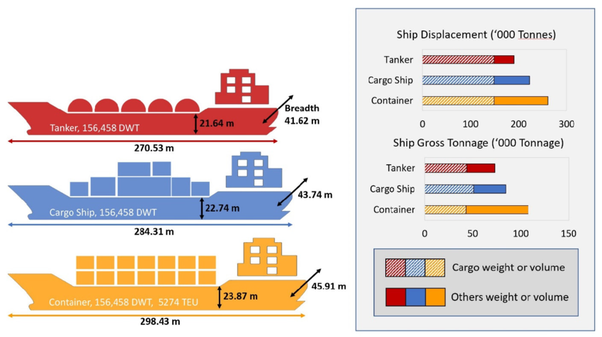 Tanker, 156,458 DWT
21.64 m
Breadth
41.62 m
270.53 m
Cargo Ship, 156,458 DWT
22.74 m
43.74 m
284.31 m
Container, 156,458 DWT, 5274 TEU
23.87 m
45.91 m
298.43 m
Ship Displacement ('000 Tonnes)
Tanker
Cargo Ship
Container
0 100 200 300
Ship Gross Tonnage ('000 Tonnage)
Tanker
Cargo Ship
Container
0 50 100 150
Cargo weight or volume
Others weight or volume